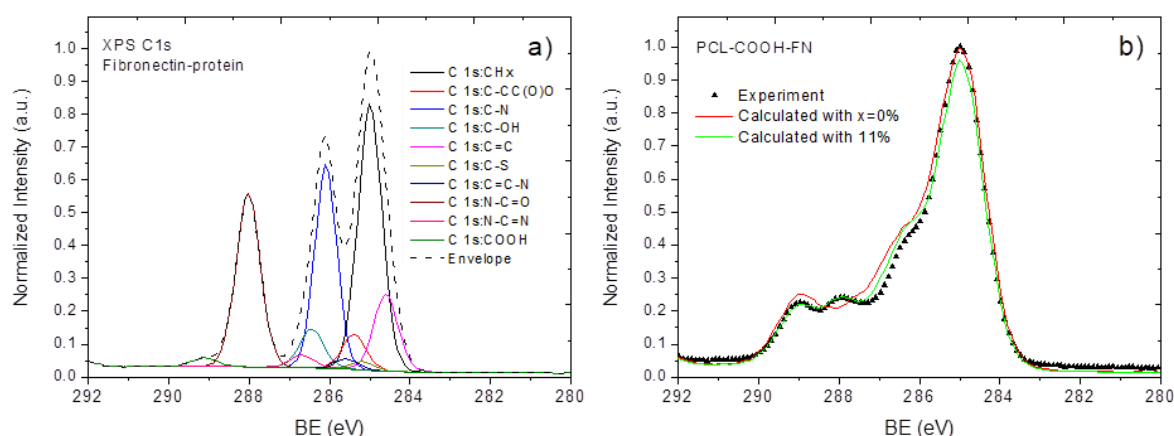 XPS C1s
Fibronectin-protein
a)
C 1s:CHx
C 1s:C-CC(O)O
C 1s:C-N
C 1s:C-OH
C 1s:C=C
C 1s:C-S
C 1s:C=C-N
C 1s:N-C=O
C 1s:N-C=N
C 1s:COOH
Envelope
Normalized Intensity (a.u.)
1.0
0.9
0.8
0.7
0.6
0.5
0.4
0.3
0.2
0.1
0.0
292 290 288 286 284 282 280
BE (eV)
PCL-COOH-FN
b)
Experiment
Calculated with x=0%
Calculated with 11%
Normalized Intensity (a.u.)
1.0
0.9
0.8
0.7
0.6
0.5
0.4
0.3
0.2
0.1
0.0
292 290 288 286 284 282 280
BE (eV)